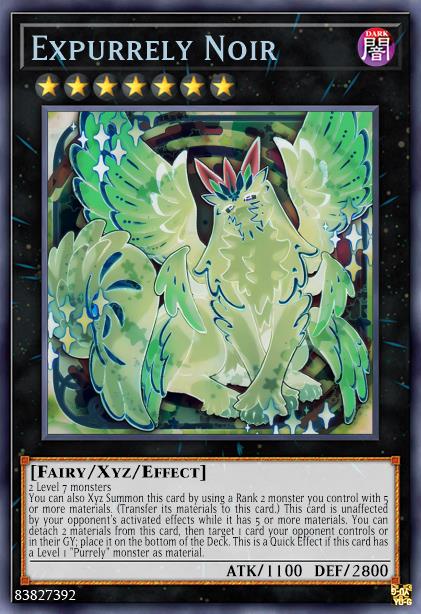 Expurrely Noir
DARK
闇
[Fairy/Xyz/Effect]
2 Level 7 monsters
You can also Xyz Summon this card by using a Rank 2 monster you control with 5
or more materials. (Transfer its materials to this card.) This card is unaffected
by your opponent's activated effects while it has 5 or more materials. You can
detach 2 materials from this card, then target 1 card your opponent controls or
in their GY; place it on the bottom of the Deck. This is a Quick Effect if this card has
a Level 1 "Purrely" monster as material.
ATK/1100 DEF/2800
83827392